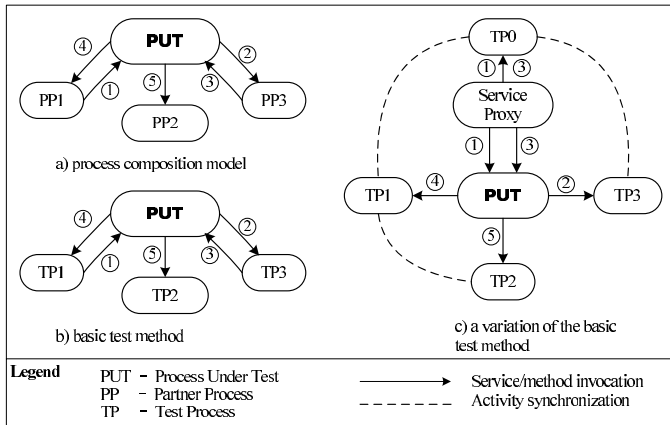 PUT
④
②
①
⑤
③
PP1
PP2
PP3
a) process composition model
PUT
④
②
①
⑤
③
TP1
TP2
TP3
b) basic test method
TP0
① ③
Service
Proxy
① ③
TP1
④
PUT
②
TP3
⑤
TP2
c) a variation of the basic
test method
Legend
PUT – Process Under Test
PP – Partner Process
TP – Test Process
Service/method invocation
Activity synchronization